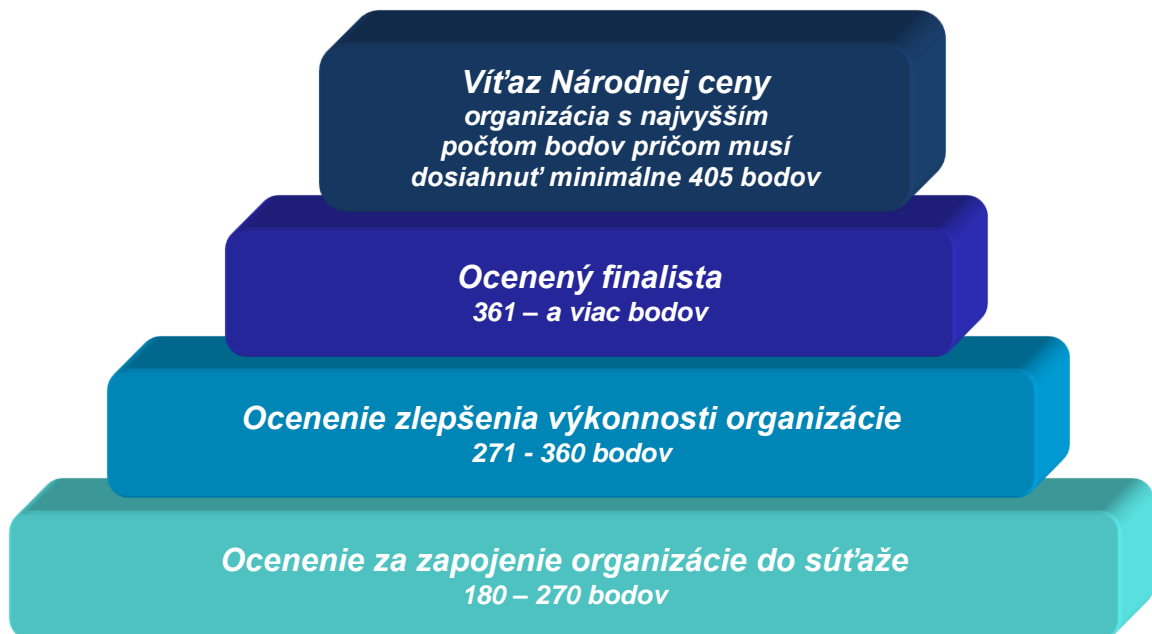 Víťaz Národnej ceny
organizácia s najvyšším
počtom bodov pričom musí
dosiahnuť minimálne 405 bodov
Ocenený finalista
361 – a viac bodov
Ocenenie zlepšenia výkonnosti organizácie
271 - 360 bodov
Ocenenie za zapojenie organizácie do súťaže
180 – 270 bodov